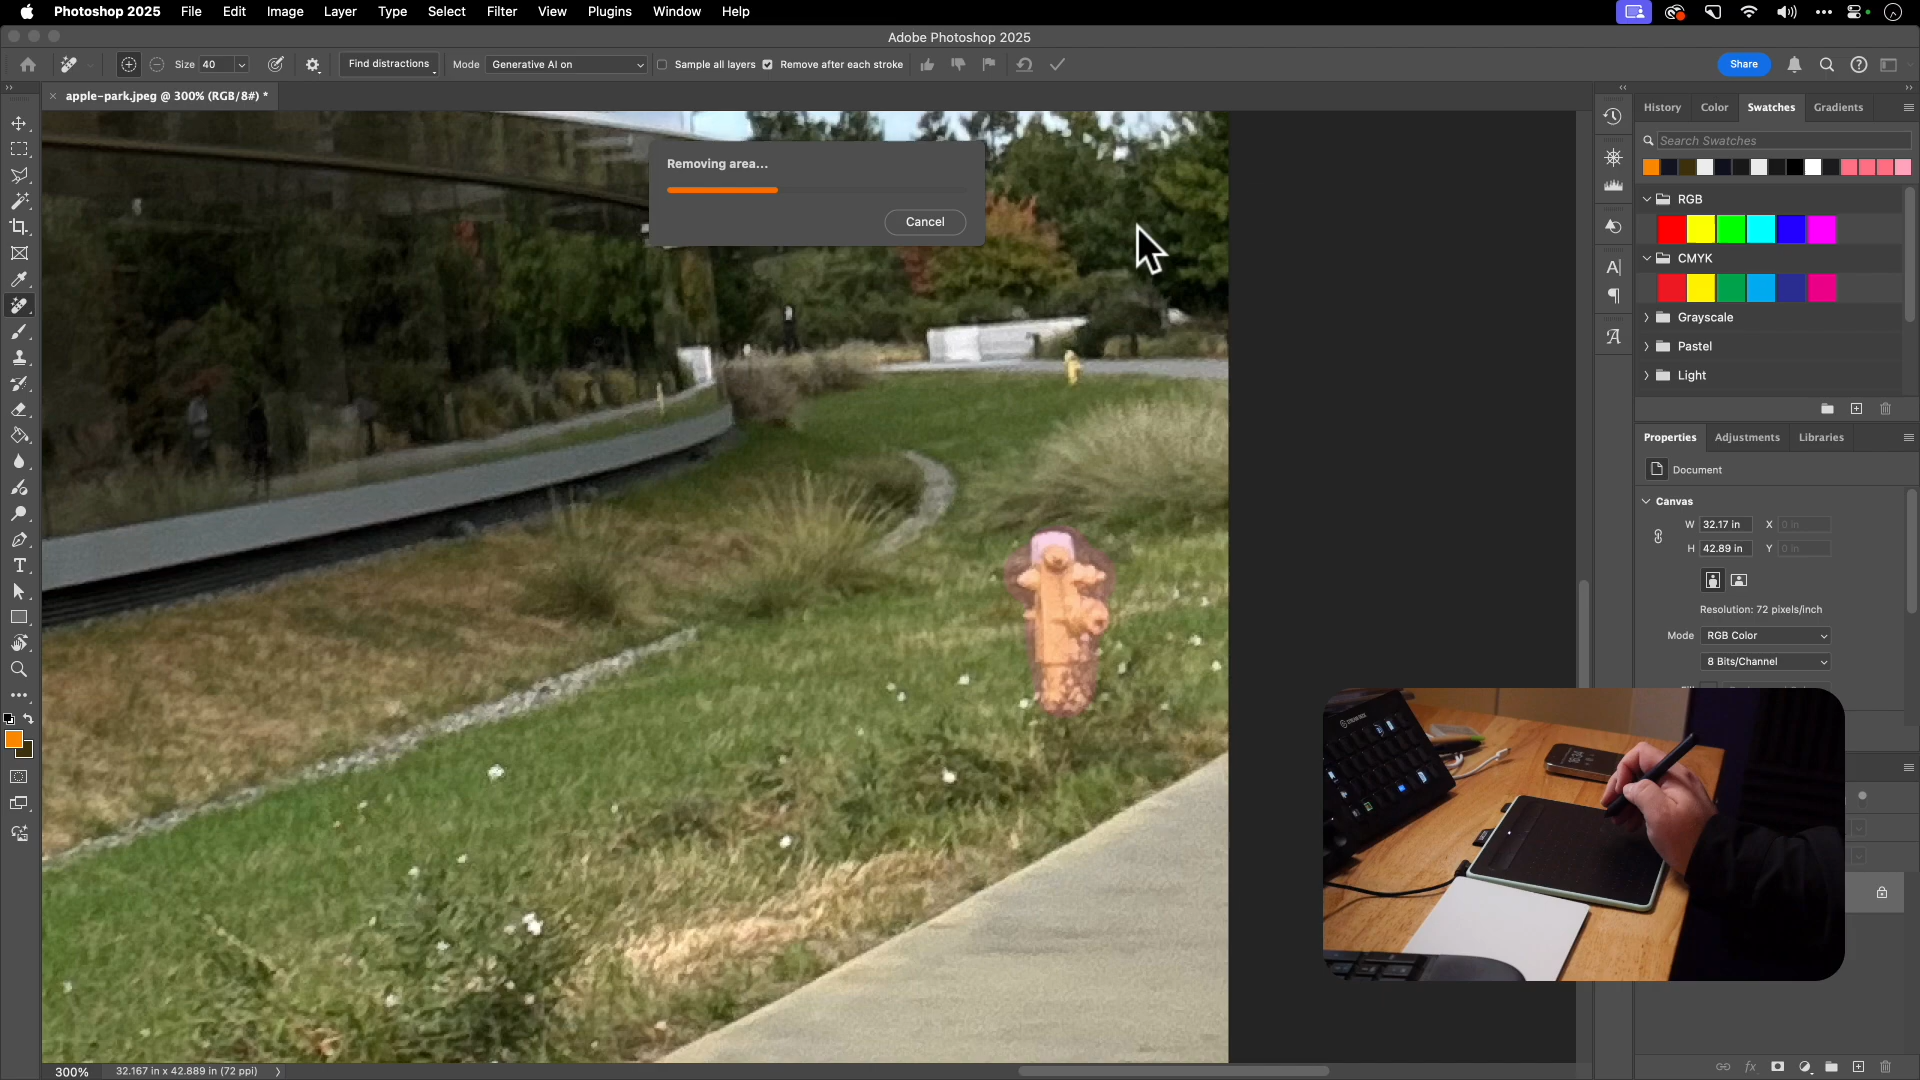 Photoshop 2025 File Edit Image Layer Type Select Filter View Plugins Window Help
Adobe Photoshop 2025
Size 40 Find distractions Mode Generative AI on Sample all layers Remove after each stroke Share
apple-park.jpeg @ 300% (RGB/8#) *
History Color Swatches Gradients
Search Swatches
RGB
CMYK
Grayscale
Pastel
Light
Removing area...
Cancel
Properties Adjustments Libraries
Document
Canvas
W 32.17 in X 0 in
H 42.89 in Y 0 in
Resolution: 72 pixels/inch
Mode RGB Color
8 Bits/Channel
300% 32.167 in x 42.889 in (72 ppi)